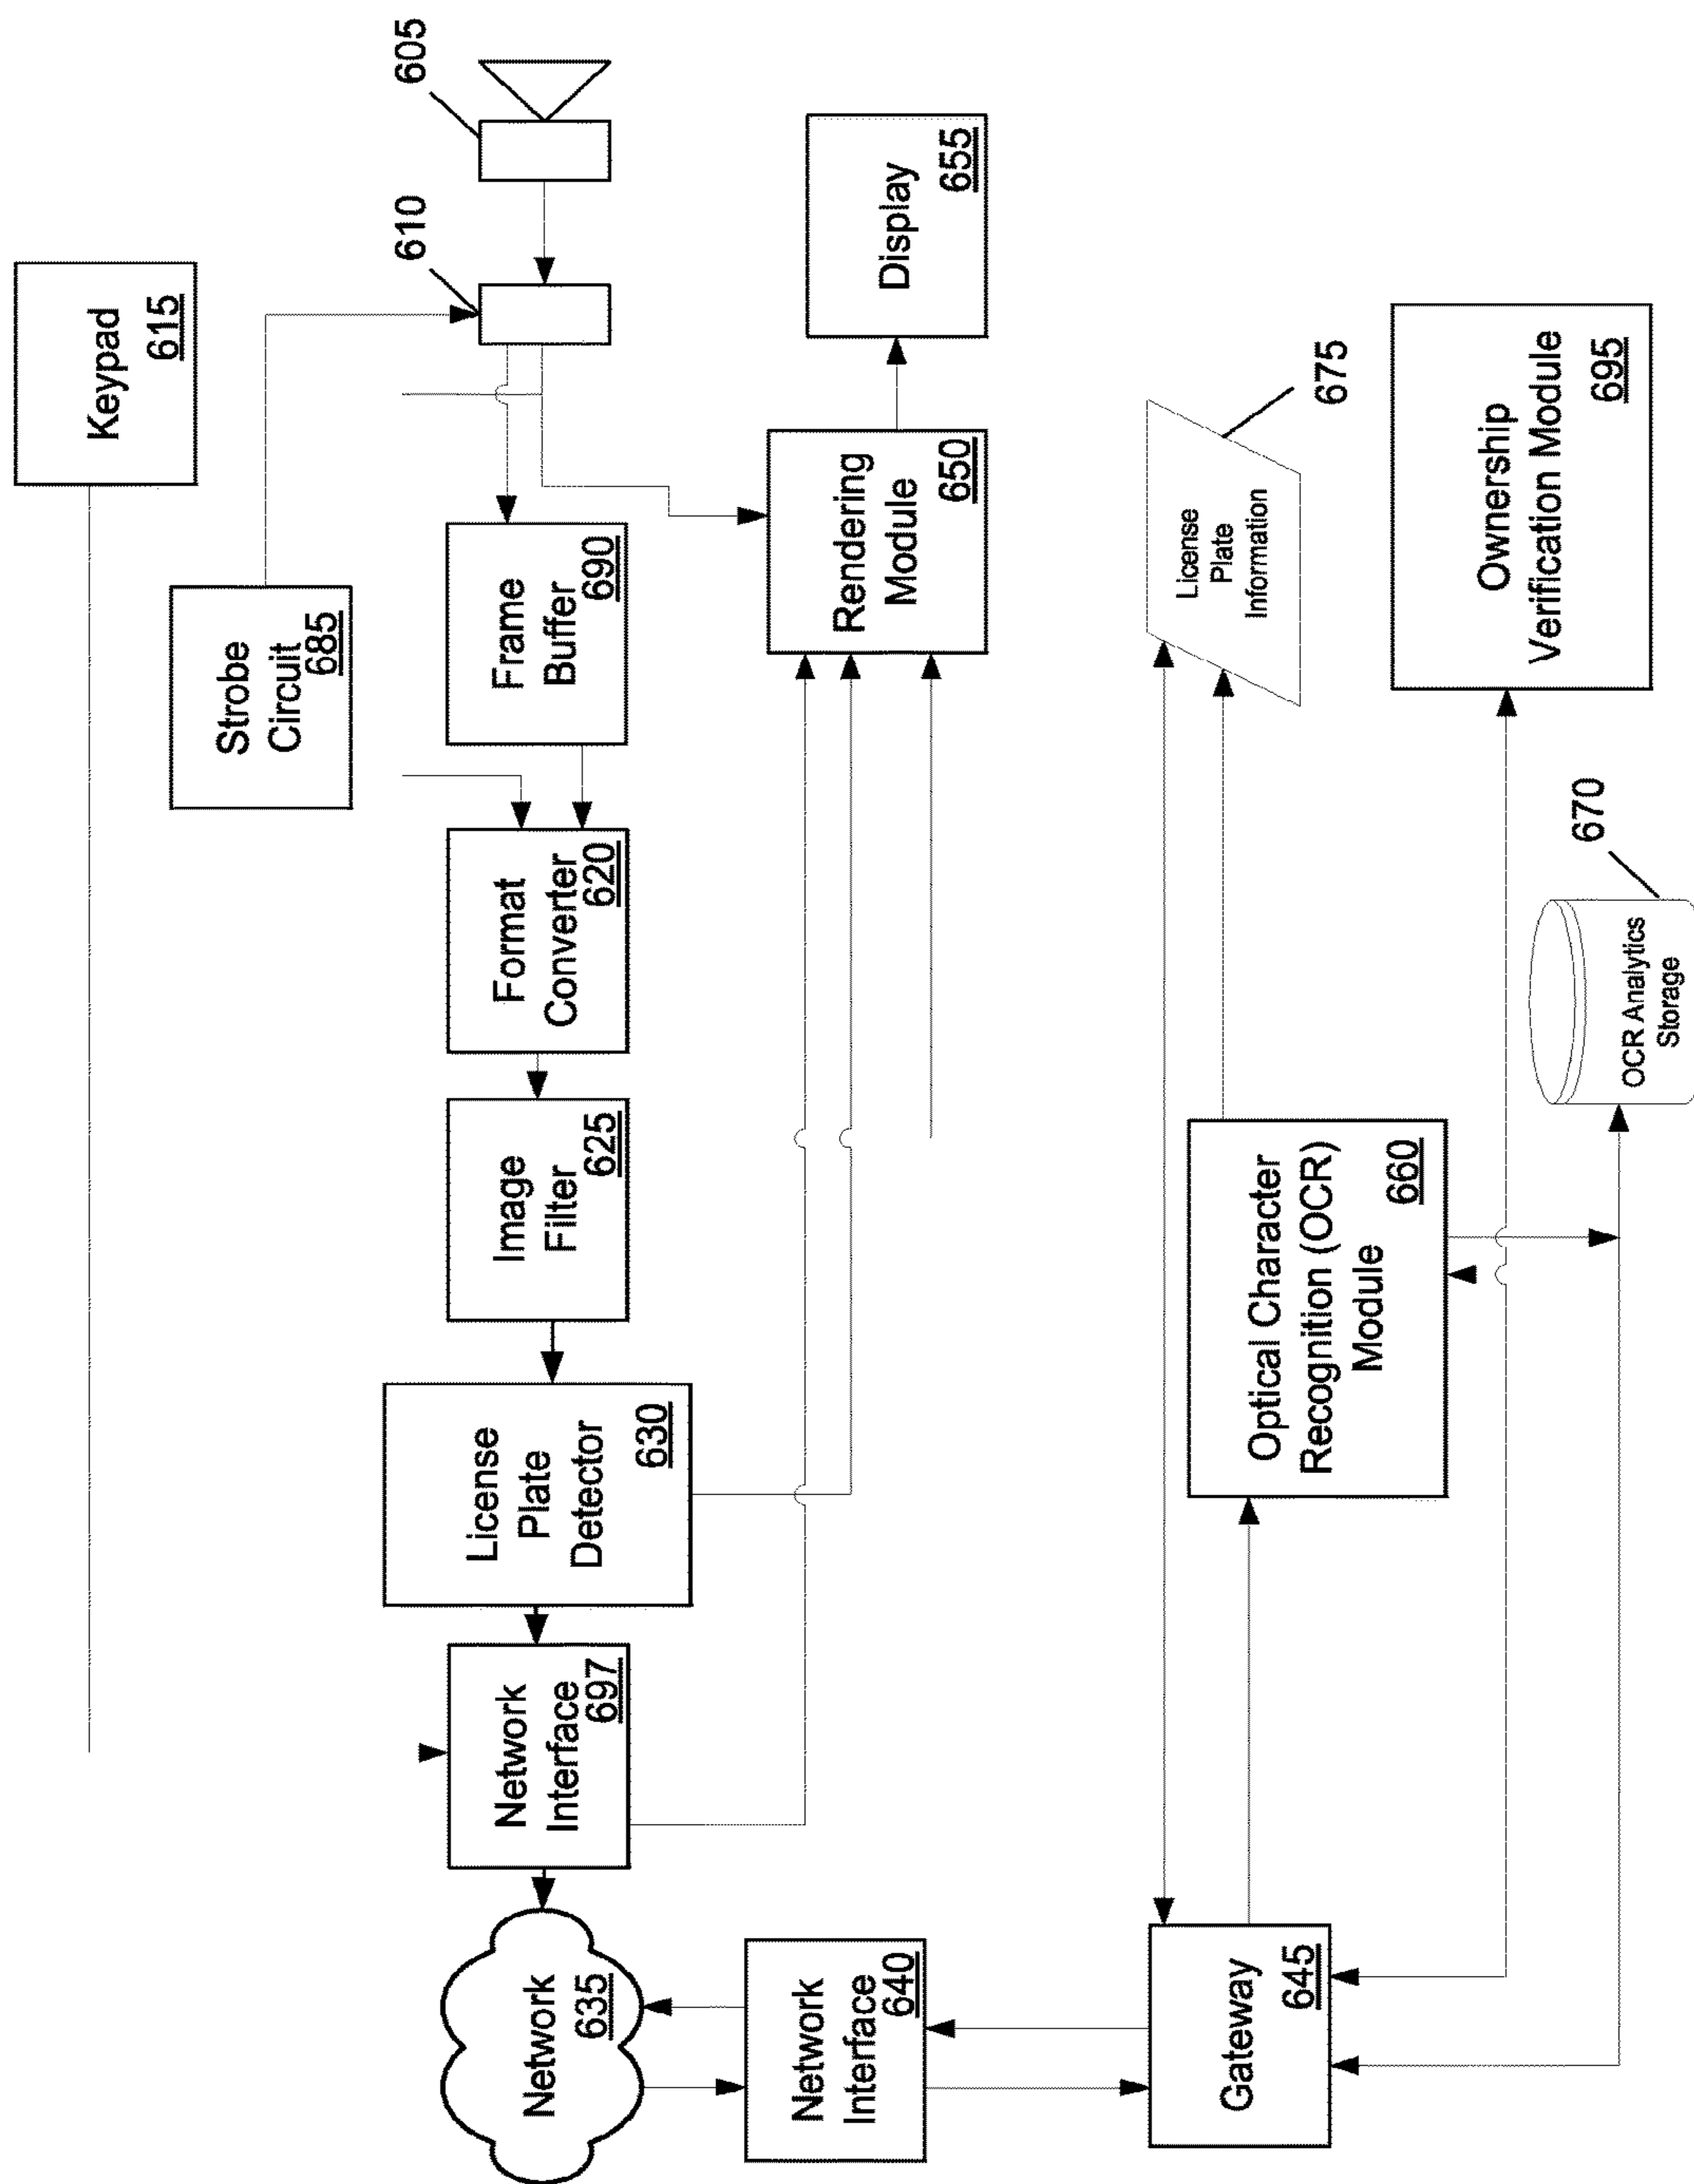 Keypad
615
Strobe
Circuit
685
605
610
Network
635
Network
Interface
697
License
Plate
Detector
630
Image
Filter
625
Format
Converter
620
Frame
Buffer
690
Network
Interface
640
Rendering
Module
650
Display
655
Gateway
645
Optical Character
Recognition (OCR)
Module
660
License
Plate
Information
675
Ownership
Verification Module
695
OCR Analytics
Storage
670